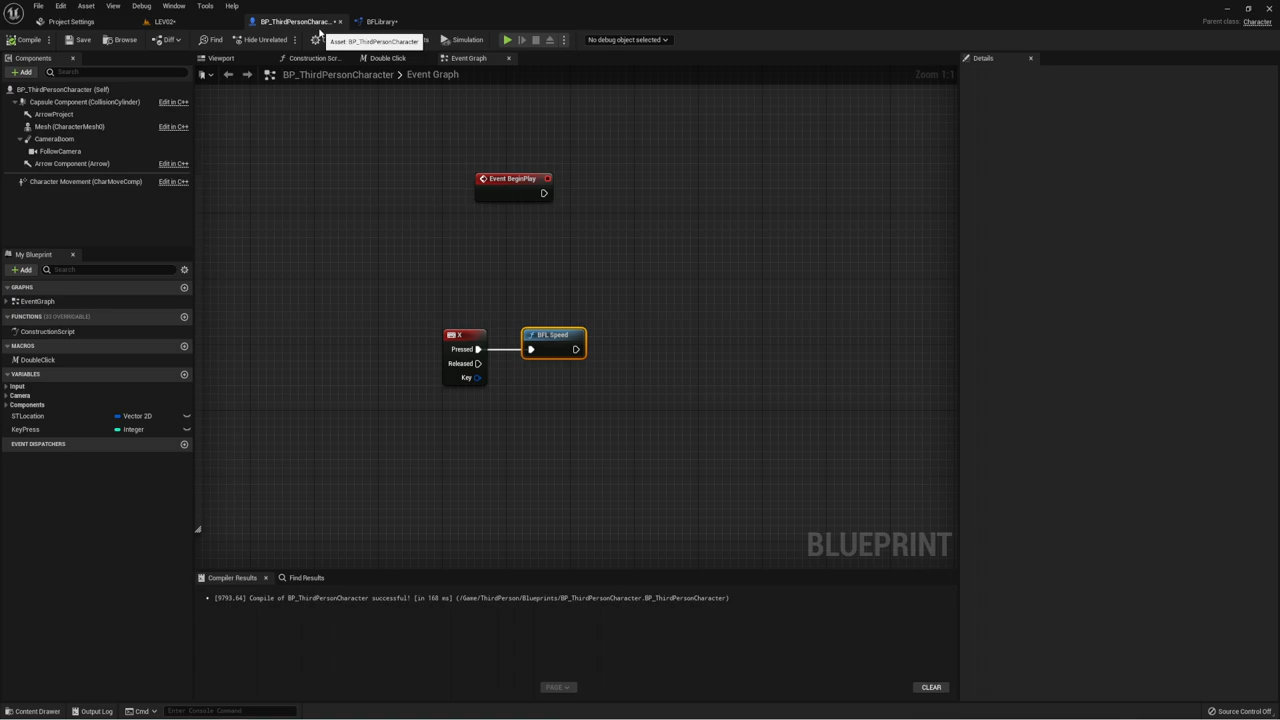 File Edit Asset View Debug Window Tools Help
Project Settings LEV02* BP_ThirdPersonCharac...* BFLibrary*
Parent class: Character
Compile Save Browse Diff Find Hide Unrelated Simulation No debug object selected
Asset: BP_ThirdPersonCharacter
Components
Add Search
BP_ThirdPersonCharacter (Self)
Capsule Component (CollisionCylinder) Edit in C++
ArrowProject
Mesh (CharacterMesh0) Edit in C++
CameraBoom
FollowCamera
Arrow Component (Arrow) Edit in C++
Character Movement (CharMoveComp) Edit in C++
My Blueprint
Add Search
GRAPHS
EventGraph
FUNCTIONS (33 OVERRIDABLE)
ConstructionScript
MACROS
DoubleClick
VARIABLES
Input
Camera
Components
STLocation Vector 2D
KeyPress Integer
EVENT DISPATCHERS
Viewport Construction Scr... Double Click Event Graph
BP_ThirdPersonCharacter > Event Graph Zoom 1:1
Event BeginPlay
X
Pressed
Released
Key
BFL Speed
BLUEPRINT
Compiler Results Find Results
[9793.64] Compile of BP_ThirdPersonCharacter successful! [in 168 ms] (/Game/ThirdPerson/Blueprints/BP_ThirdPersonCharacter.BP_ThirdPersonCharacter)
PAGE CLEAR
Details
Content Drawer Output Log Cmd Enter Console Command Source Control Off